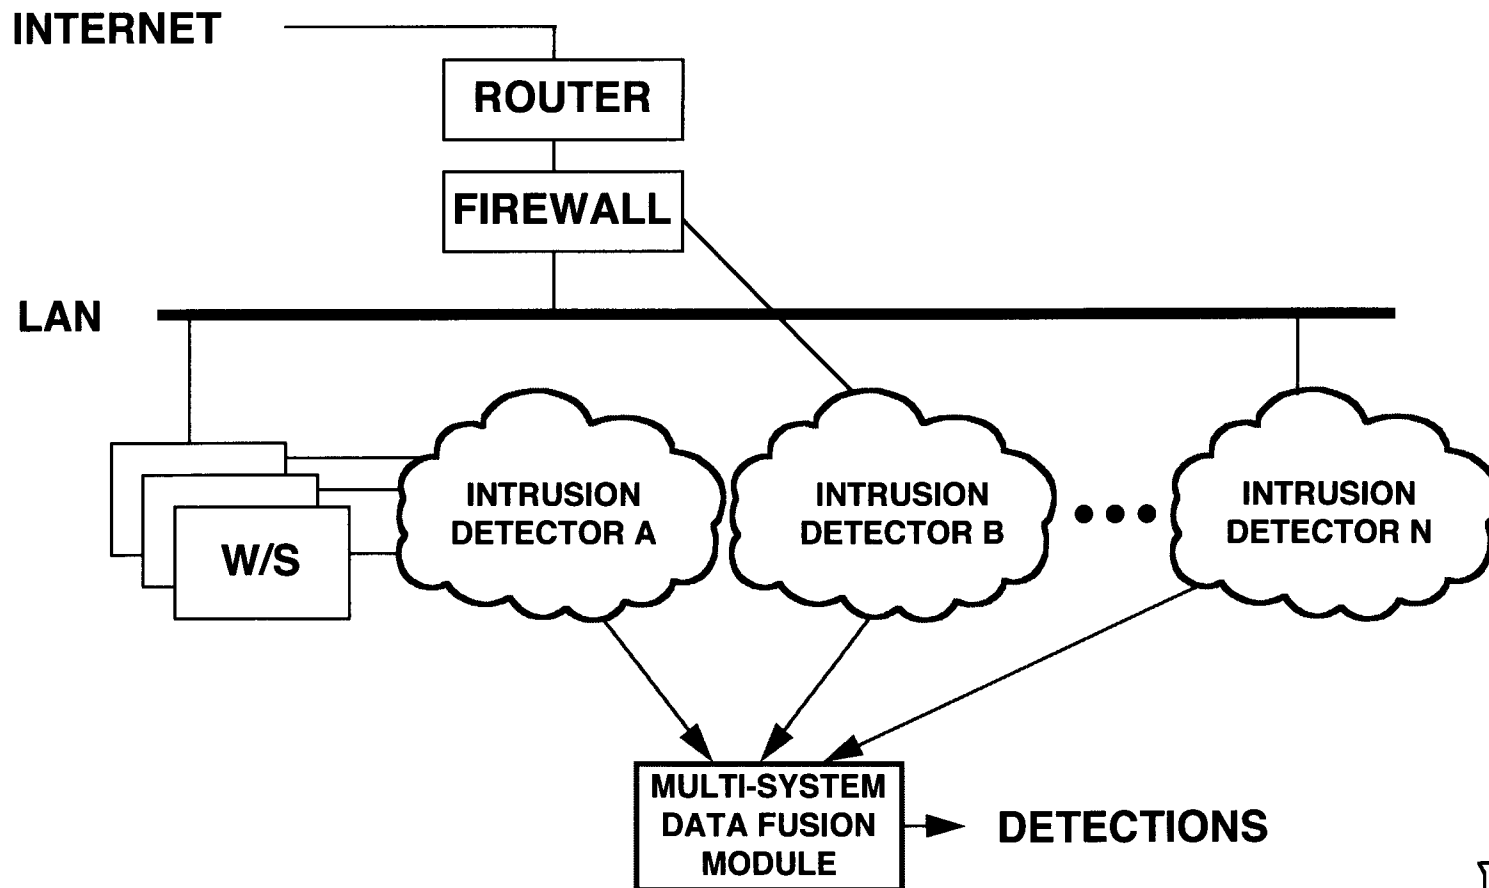 INTERNET
ROUTER
FIREWALL
LAN
W/S
INTRUSION
DETECTOR A
INTRUSION
DETECTOR B
INTRUSION
DETECTOR N
MULTI-SYSTEM
DATA FUSION
MODULE
DETECTIONS